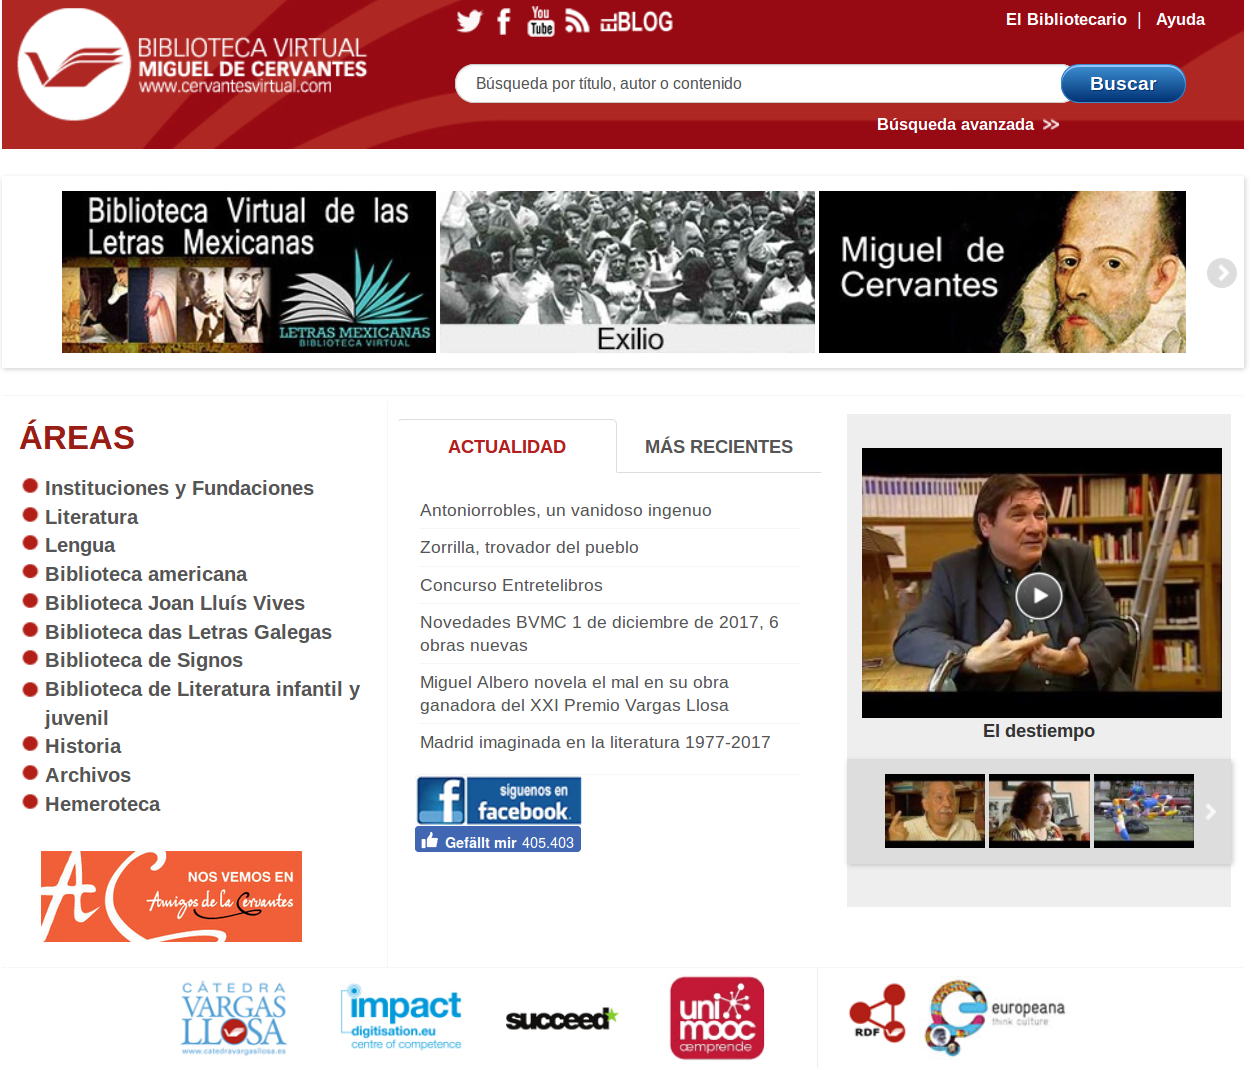 BIBLIOTECA VIRTUAL
MIGUEL DE CERVANTES
www.cervantesvirtual.com
You
Tube
EL BLOG
El Bibliotecario | Ayuda
Búsqueda por título, autor o contenido
Buscar
Búsqueda avanzada
Biblioteca Virtual de las
Letras Mexicanas
LETRAS MEXICANAS
BIBLIOTECA VIRTUAL
Exilio
Miguel de
Cervantes
ÁREAS
Instituciones y Fundaciones
Literatura
Lengua
Biblioteca americana
Biblioteca Joan Lluís Vives
Biblioteca das Letras Galegas
Biblioteca de Signos
Biblioteca de Literatura infantil y
juvenil
Historia
Archivos
Hemeroteca
AC
NOS VEMOS EN
Amigos de la Cervantes
ACTUALIDAD
MÁS RECIENTES
Antoniorrobles, un vanidoso ingenuo
Zorrilla, trovador del pueblo
Concurso Entretelibros
Novedades BVMC 1 de diciembre de 2017, 6
obras nuevas
Miguel Albero novela el mal en su obra
ganadora del XXI Premio Vargas Llosa
Madrid imaginada en la literatura 1977-2017
síguenos en
facebook.
Gefällt mir 405.403
El destiempo
CÁTEDRA
VARGAS
LLOSA
www.catedravargasllosa.es
impact
digitisation.eu
centre of competence
succeed
uni
mooc
æmprende
RDF
europeana
think culture